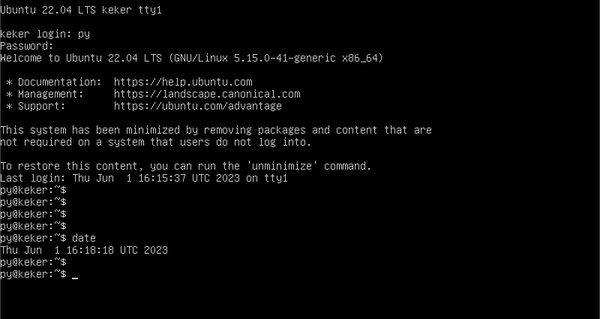 Ubuntu 22.04 LTS keker tty1
keker login: py
Password:
Welcome to Ubuntu 22.04 LTS (GNU/Linux 5.15.0-41-generic x86_64)
* Documentation:  https://help.ubuntu.com
* Management:     https://landscape.canonical.com
* Support:        https://ubuntu.com/advantage
This system has been minimized by removing packages and content that are
not required on a system that users do not log into.
To restore this content, you can run the 'unminimize' command.
Last login: Thu Jun  1 16:15:37 UTC 2023 on tty1
py@keker:~$
py@keker:~$
py@keker:~$
py@keker:~$
py@keker:~$ date
Thu Jun  1 16:18:18 UTC 2023
py@keker:~$
py@keker:~$ _